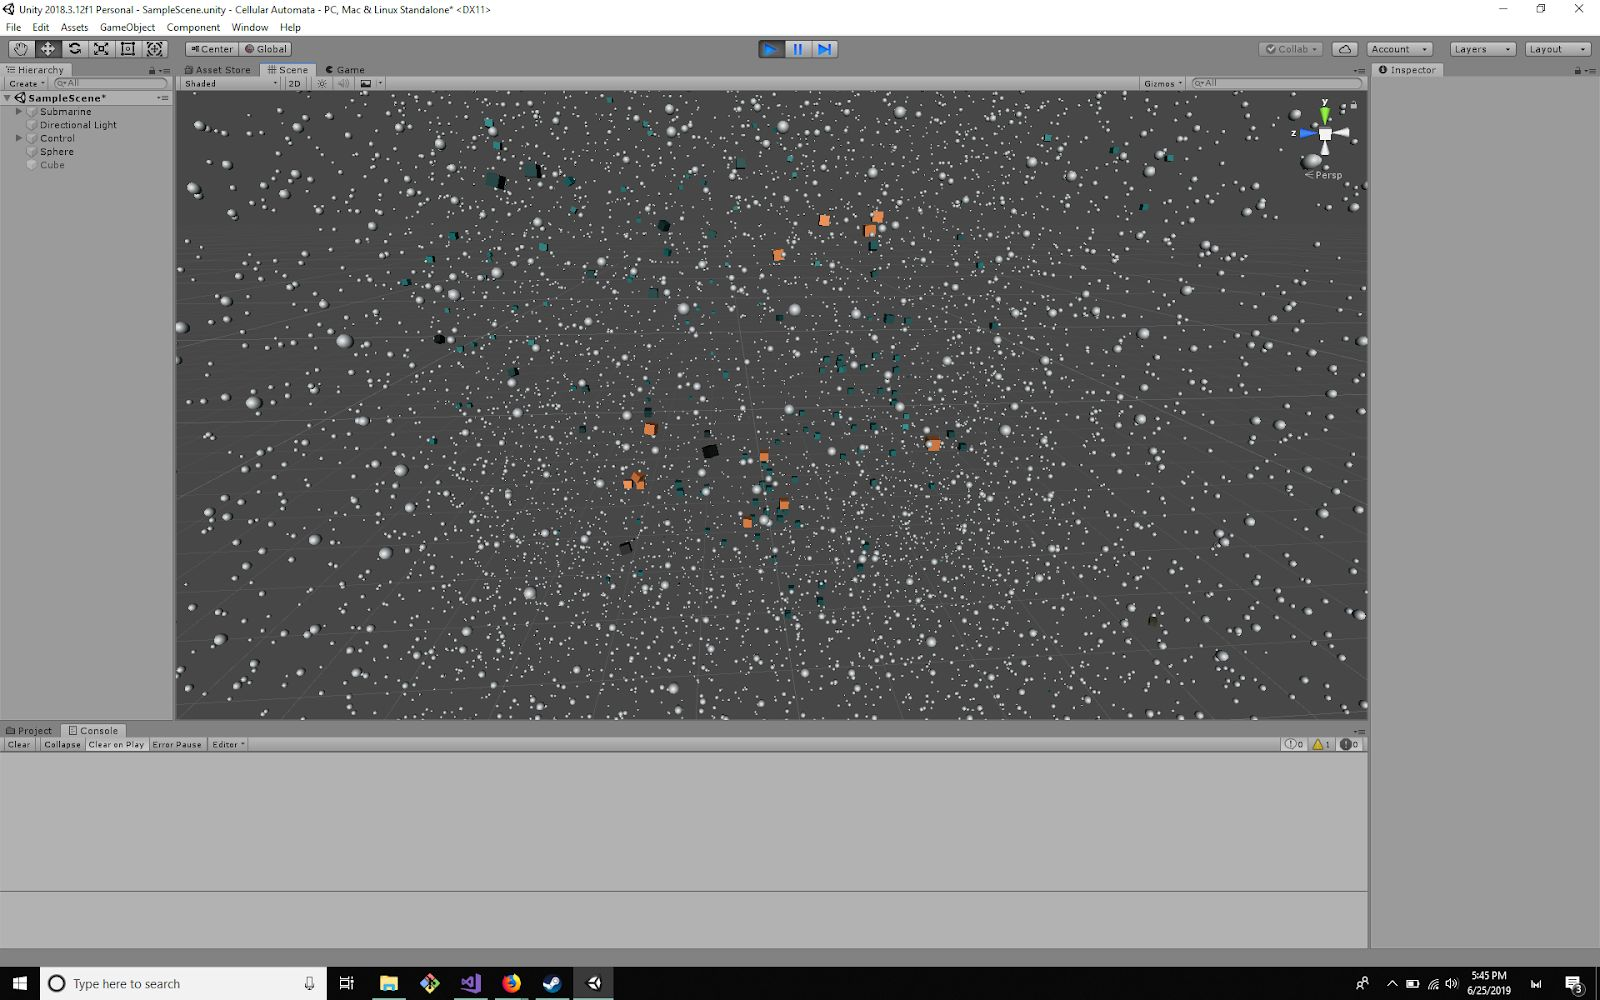 Unity 2018.3.12f1 Personal - SampleScene.unity - Cellular Automata - PC, Mac & Linux Standalone* <DX11>
File Edit Assets GameObject Component Window Help
Center Global Collab Account Layers Layout
Hierarchy Asset Store Scene Game Inspector
Create All Shaded 2D Gizmos All
SampleScene*
Submarine
Directional Light
Control
Sphere
Cube
y
z
Persp
Project Console
Clear Collapse Clear on Play Error Pause Editor 0 1 0
Type here to search
5:45 PM
6/25/2019
3